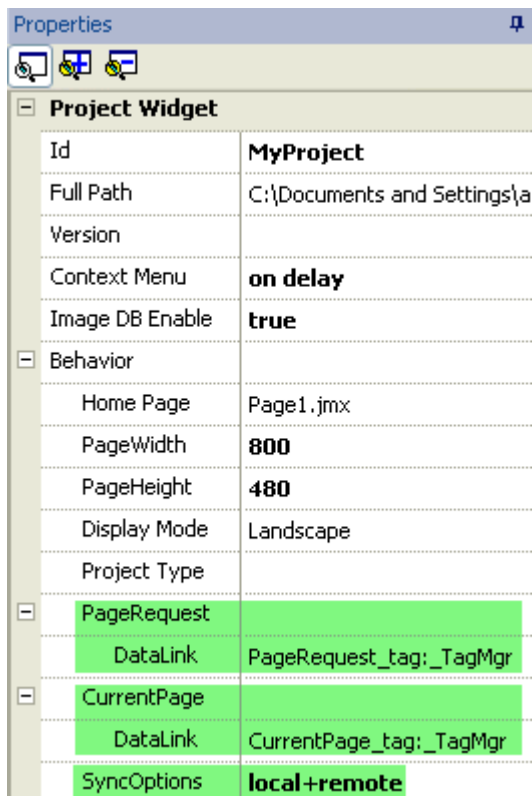 Properties
Project Widget
Id MyProject
Full Path C:\Documents and Settings\a
Version
Context Menu on delay
Image DB Enable true
Behavior
Home Page Page1.jmx
PageWidth 800
PageHeight 480
Display Mode Landscape
Project Type
PageRequest
DataLink PageRequest_tag:_TagMgr
CurrentPage
DataLink CurrentPage_tag:_TagMgr
SyncOptions local+remote